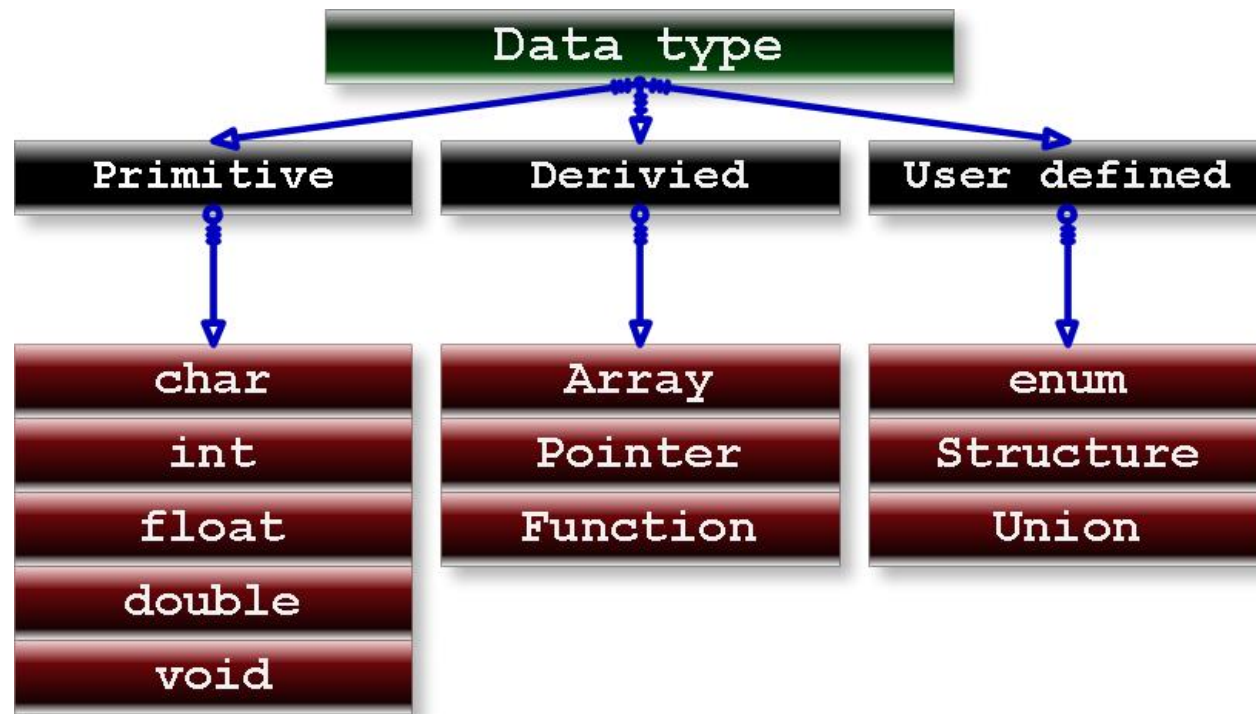 Data type
Primitive
Derivied
User defined
char
int
float
double
void
Array
Pointer
Function
enum
Structure
Union